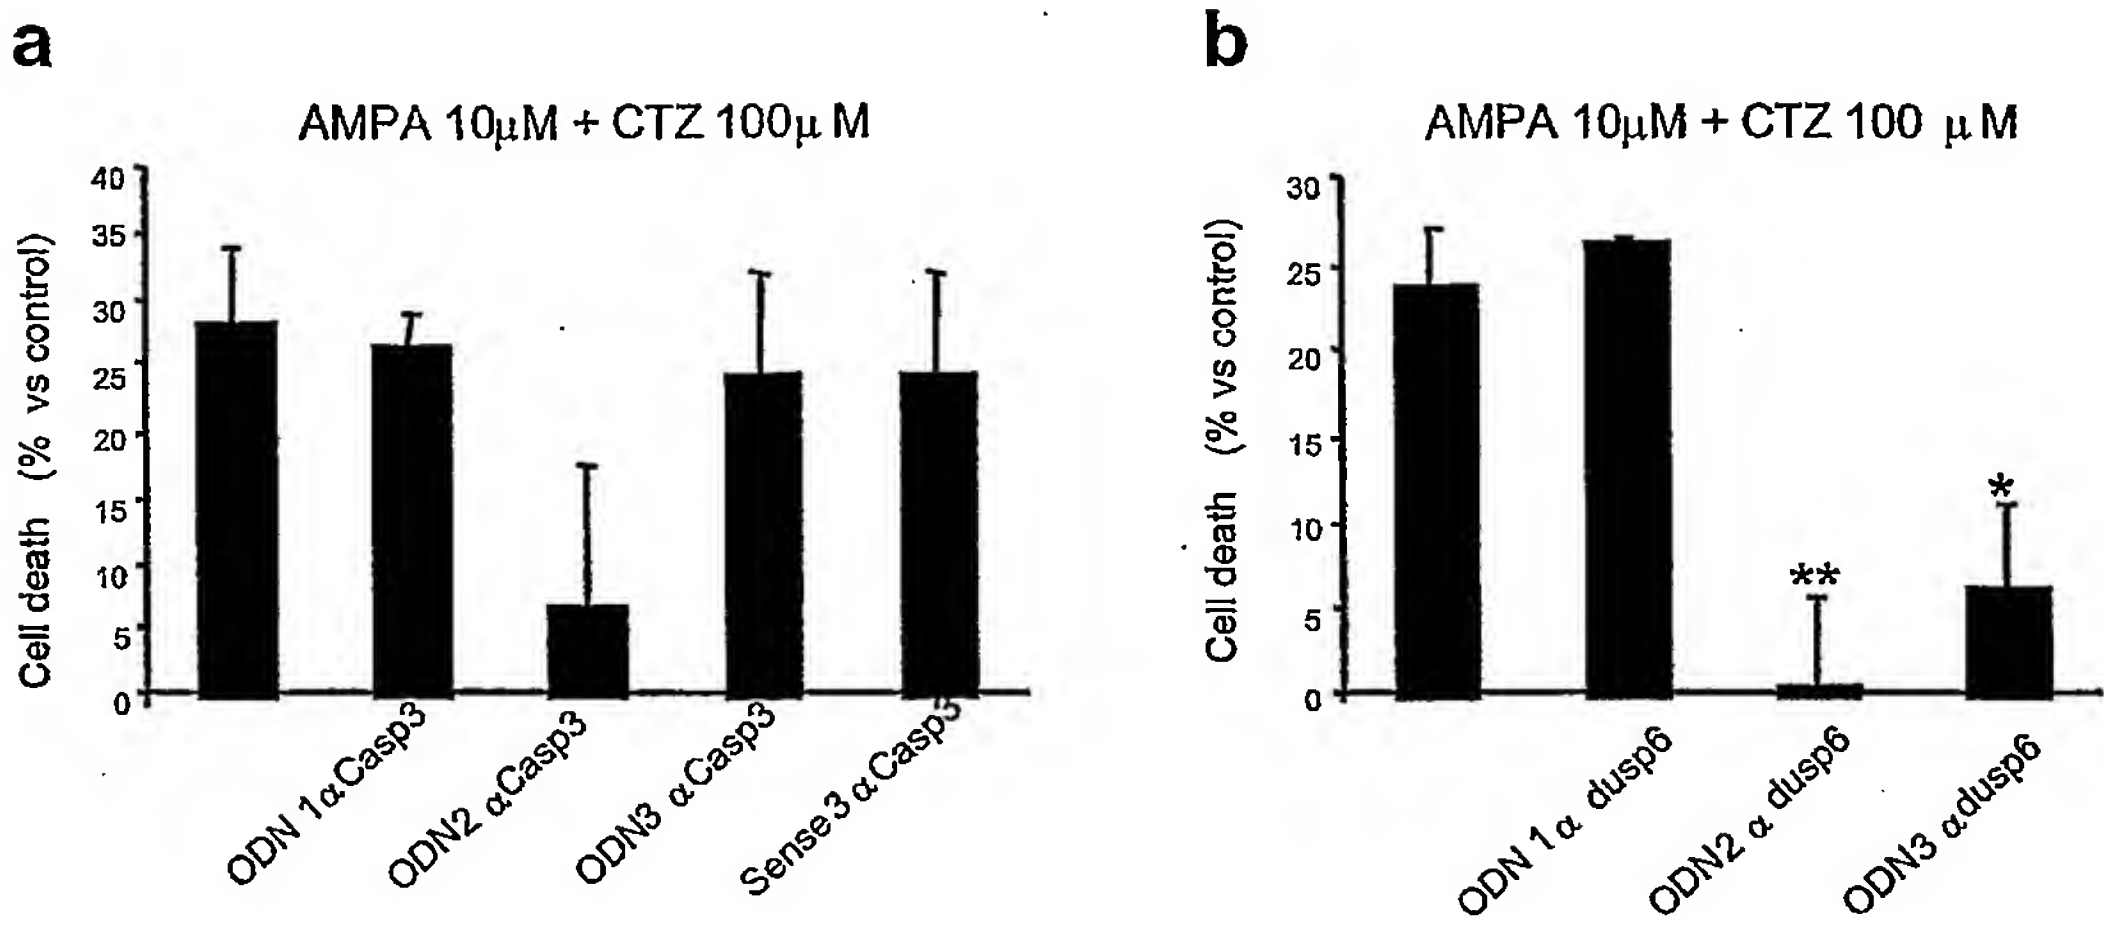 a
AMPA 10μM + CTZ 100μ M
Cell death (% vs control)
40
35
30
25
20
15
10
5
0
ODN 1αCasp3
ODN2 αCasp3
ODN3 αCasp3
Sense3 αCasp3
b
AMPA 10μM + CTZ 100 μ M
Cell death (% vs control)
30
25
20
15
10
5
0
**
*
ODN 1α dusp6
ODN2 α dusp6
ODN3 αdusp6